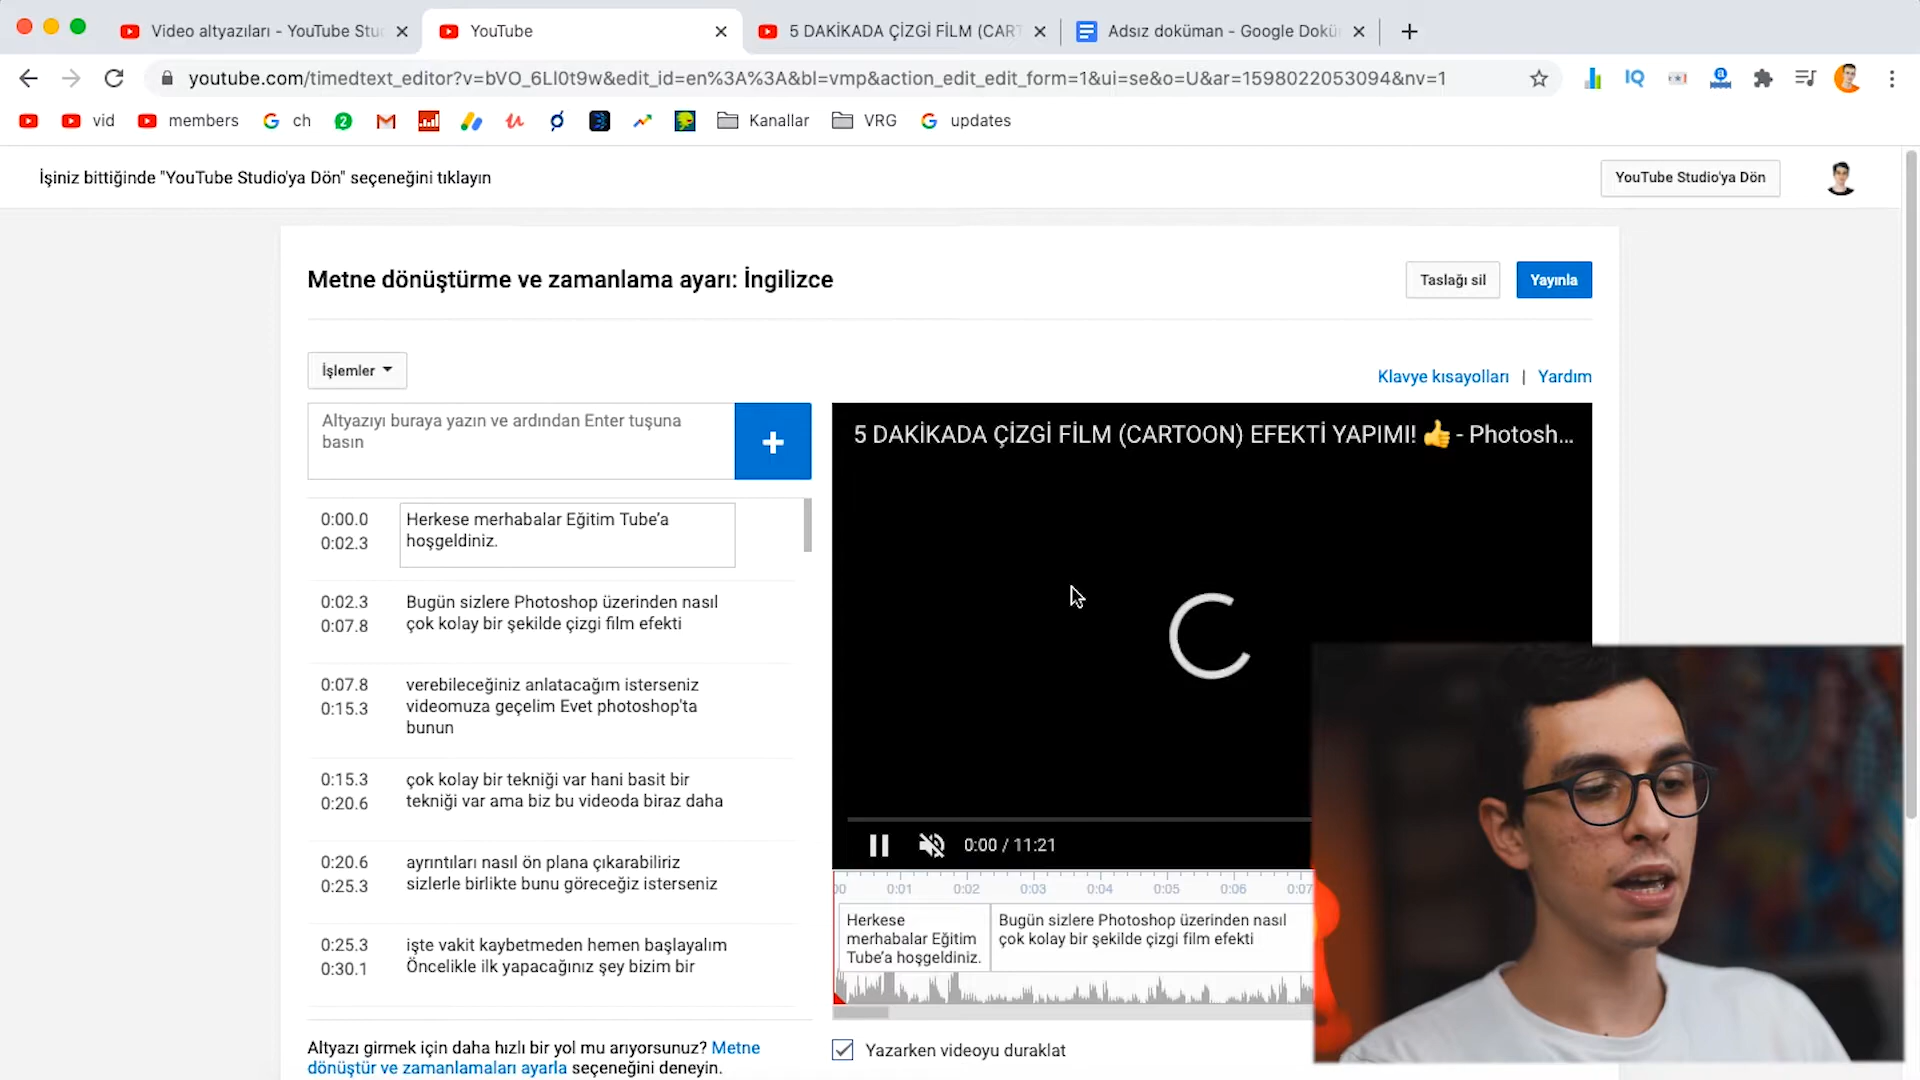 Video altyazıları - YouTube Stu
YouTube
5 DAKİKADA ÇİZGİ FİLM (CART
Adsız doküman - Google Dokü
youtube.com/timedtext_editor?v=bVO_6Ll0t9w&edit_id=en%3A%3A&bl=vmp&action_edit_edit_form=1&ui=se&o=U&ar=1598022053094&nv=1
IQ
vid
members
ch
2
Kanallar
VRG
updates
İşiniz bittiğinde "YouTube Studio'ya Dön" seçeneğini tıklayın
YouTube Studio'ya Dön
Metne dönüştürme ve zamanlama ayarı: İngilizce
Taslağı sil
Yayınla
İşlemler
Klavye kısayolları | Yardım
Altyazıyı buraya yazın ve ardından Enter tuşuna
basın
+
5 DAKİKADA ÇİZGİ FİLM (CARTOON) EFEKTİ YAPIMI! 👍 - Photosh...
0:00.0
0:02.3
Herkese merhabalar Eğitim Tube’a
hoşgeldiniz.
0:02.3
0:07.8
Bugün sizlere Photoshop üzerinden nasıl
çok kolay bir şekilde çizgi film efekti
0:07.8
0:15.3
verebileceğiniz anlatacağım isterseniz
videomuza geçelim Evet photoshop'ta
bunun
0:15.3
0:20.6
çok kolay bir tekniği var hani basit bir
tekniği var ama biz bu videoda biraz daha
0:20.6
0:25.3
ayrıntıları nasıl ön plana çıkarabiliriz
sizlerle birlikte bunu göreceğiz isterseniz
0:25.3
0:30.1
işte vakit kaybetmeden hemen başlayalım
Öncelikle ilk yapacağınız şey bizim bir
0:00 / 11:21
00 0:01 0:02 0:03 0:04 0:05 0:06 0:07
Herkese
merhabalar Eğitim
Tube’a hoşgeldiniz.
Bugün sizlere Photoshop üzerinden nasıl
çok kolay bir şekilde çizgi film efekti
Altyazı girmek için daha hızlı bir yol mu arıyorsunuz? Metne
dönüştür ve zamanlamaları ayarla seçeneğini deneyin.
Yazarken videoyu duraklat